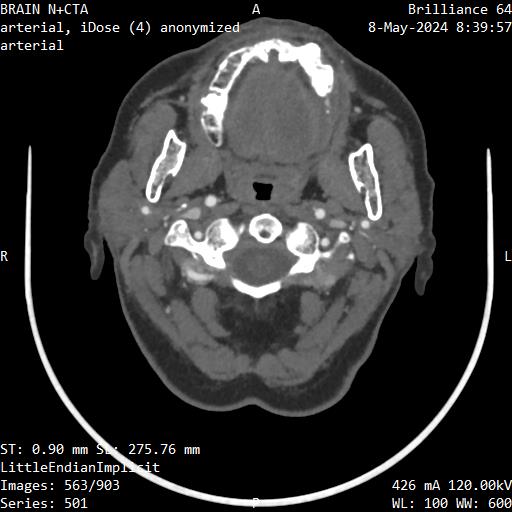 BRAIN N+CTA
A
Brilliance 64
arterial, iDose (4) anonymized
8-May-2024 8:39:57
arterial
R
L
ST: 0.90 mm SL: 275.76 mm
LittleEndianImplicit
Images: 563/903
426 mA 120.00kV
Series: 501
P
WL: 100 WW: 600